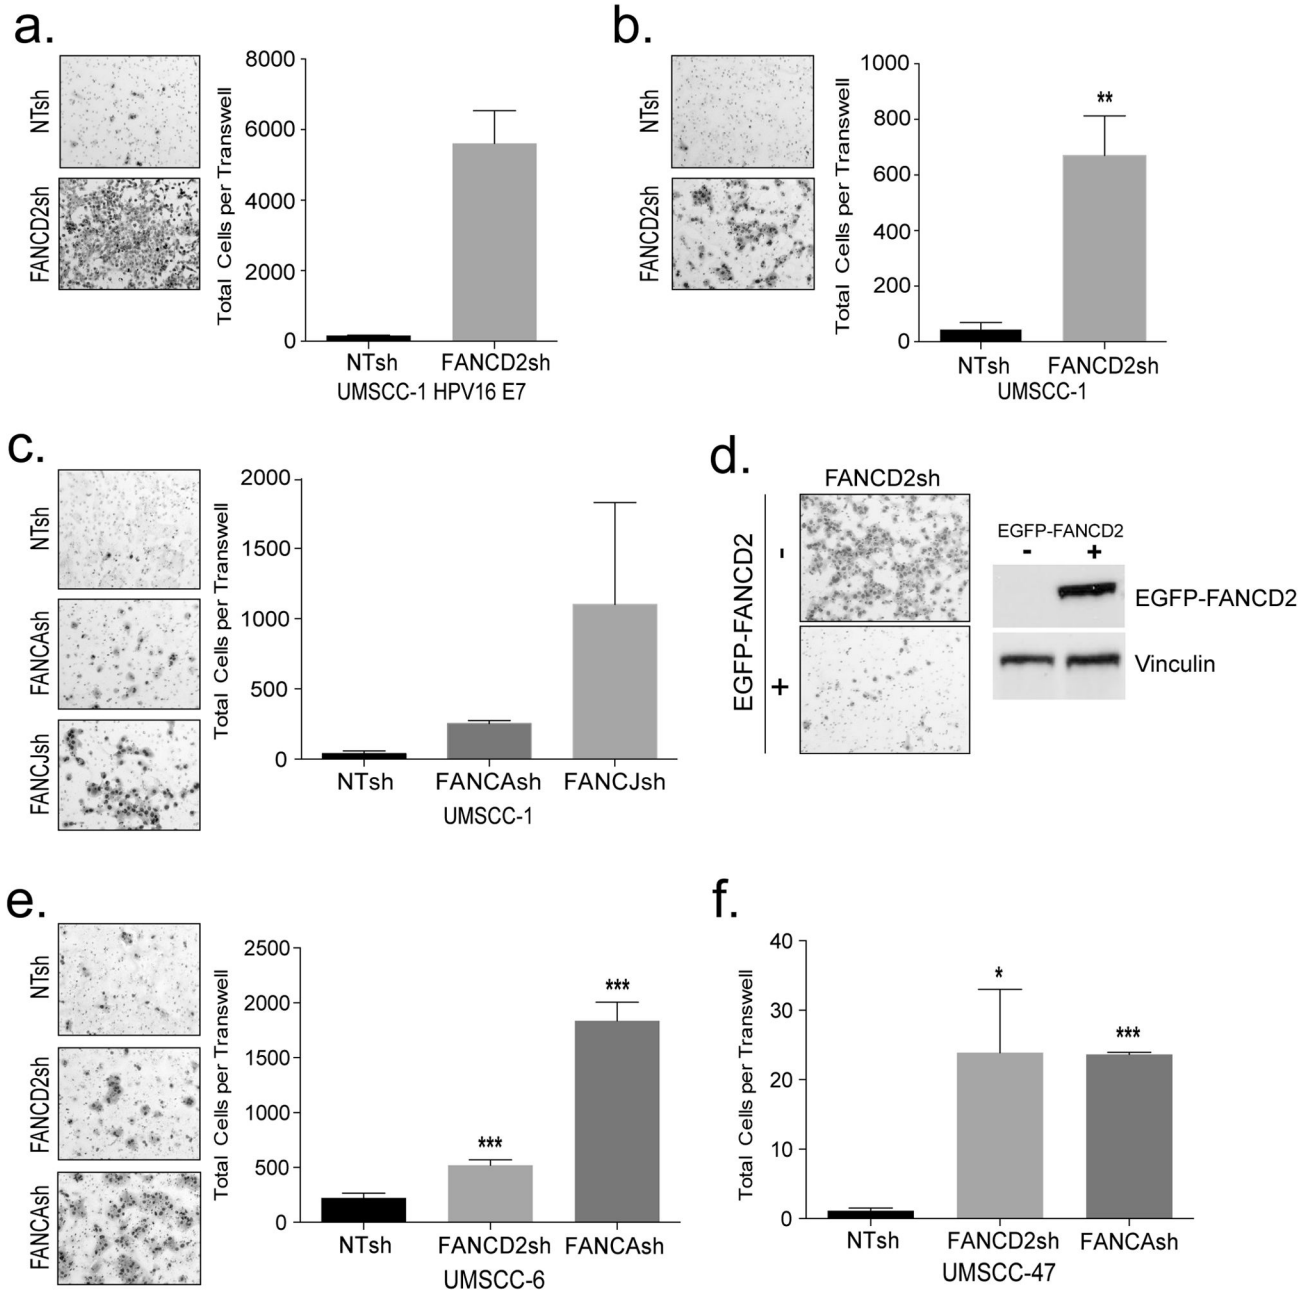 a.
NTsh
FANCD2sh
Total Cells per Transwell
8000
6000
4000
2000
0
NTsh FANCD2sh
UMSCC-1 HPV16 E7
b.
NTsh
FANCD2sh
Total Cells per Transwell
1000
800
600
400
200
0
**
NTsh FANCD2sh
UMSCC-1
c.
NTsh
FANCAsh
FANCJsh
Total Cells per Transwell
2000
1500
1000
500
0
NTsh FANCAsh FANCJsh
UMSCC-1
d.
FANCD2sh
EGFP-FANCD2
-
+
EGFP-FANCD2
- +
EGFP-FANCD2
Vinculin
e.
NTsh
FANCD2sh
FANCAsh
Total Cells per Transwell
2500
2000
1500
1000
500
0
***
***
NTsh FANCD2sh FANCAsh
UMSCC-6
f.
Total Cells per Transwell
40
30
20
10
0
*
***
NTsh FANCD2sh FANCAsh
UMSCC-47